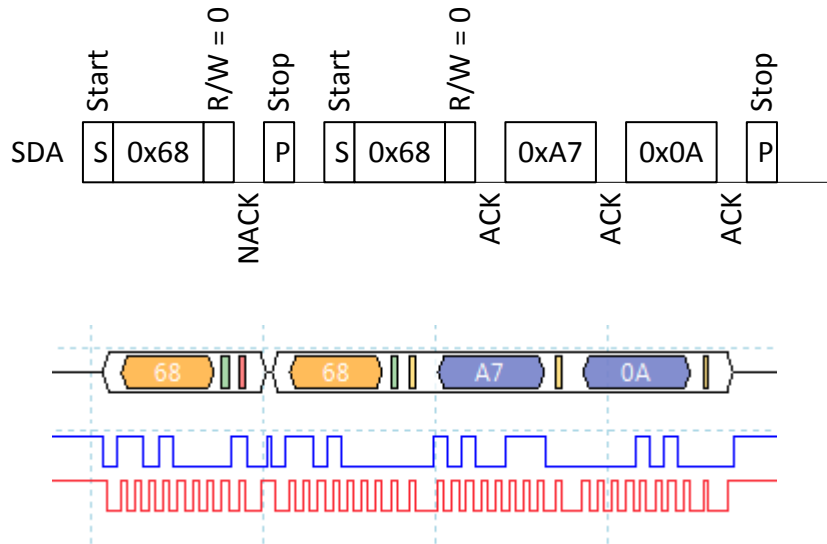 Start R/W = 0 Stop Start R/W = 0 Stop
SDA S 0x68 P S 0x68 0xA7 0x0A P
NACK ACK ACK ACK
68 68 A7 0A